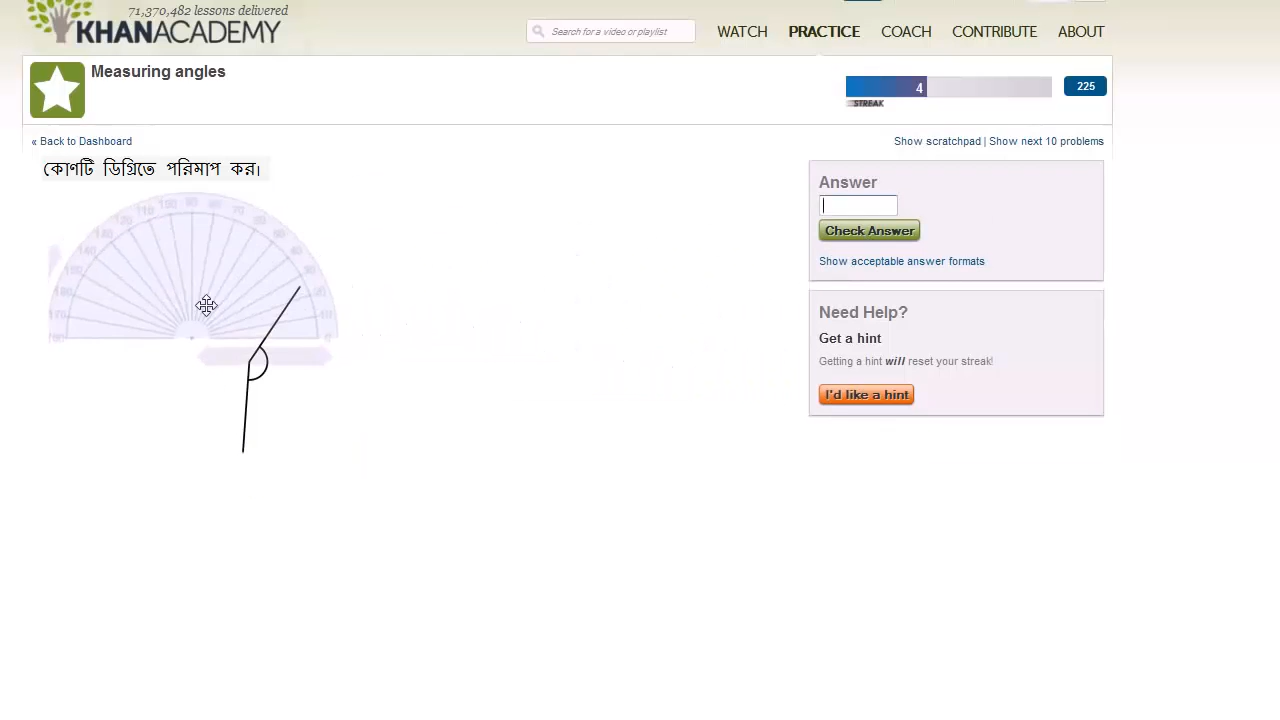 71,370,482 lessons delivered
KHANACADEMY
Search for a video or playlist
WATCH PRACTICE COACH CONTRIBUTE ABOUT
Measuring angles
4
STREAK
225
« Back to Dashboard
Show scratchpad | Show next 10 problems
কোণটি ডিগ্রিতে পরিমাপ কর।
Answer
Check Answer
Show acceptable answer formats
Need Help?
Get a hint
Getting a hint will reset your streak!
I'd like a hint